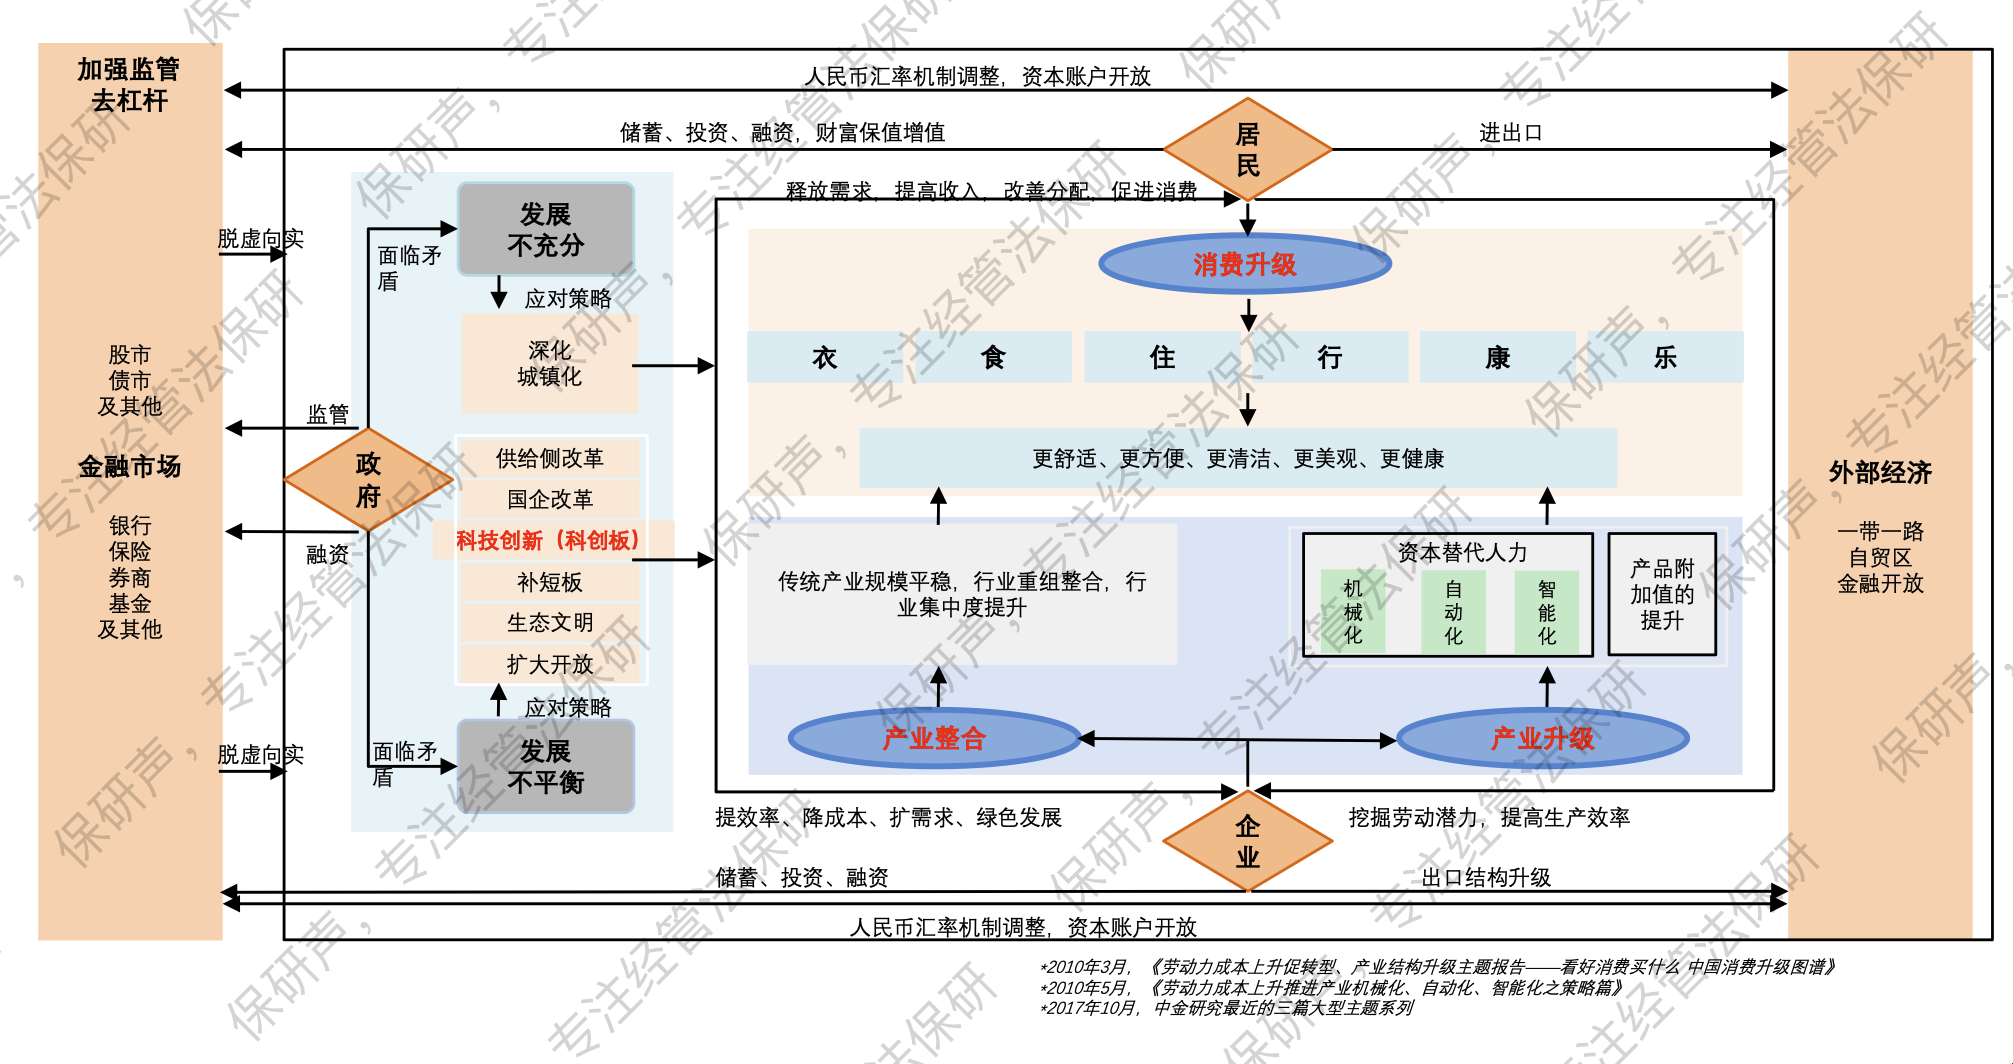 加强监管
去杠杆
股市
债市
及其他
金融市场
银行
保险
券商
基金
及其他
人民币汇率机制调整，资本账户开放
储蓄、投资、融资，财富保值增值
居
民
进出口
释放需求，提高收入，改善分配，促进消费
脱虚向实
面临矛
盾
发展
不充分
应对策略
深化
城镇化
监管
政
府
融资
供给侧改革
国企改革
科技创新（科创板）
补短板
生态文明
扩大开放
应对策略
发展
不平衡
面临矛
盾
脱虚向实
消费升级
衣
食
住
行
康
乐
更舒适、更方便、更清洁、更美观、更健康
传统产业规模平稳，行业重组整合，行
业集中度提升
资本替代人力
机
械
化
自
动
化
智
能
化
产品附
加值的
提升
产业整合
产业升级
提效率、降成本、扩需求、绿色发展
企
业
挖掘劳动潜力，提高生产效率
储蓄、投资、融资
出口结构升级
人民币汇率机制调整，资本账户开放
外部经济
一带一路
自贸区
金融开放
*2010年3月，《劳动力成本上升促转型、产业结构升级主题报告——看好消费买什么 中国消费升级图谱》
*2010年5月，《劳动力成本上升推进产业机械化、自动化、智能化之策略篇》
*2017年10月，中金研究最近的三篇大型主题系列
保研声，专注经管法保研